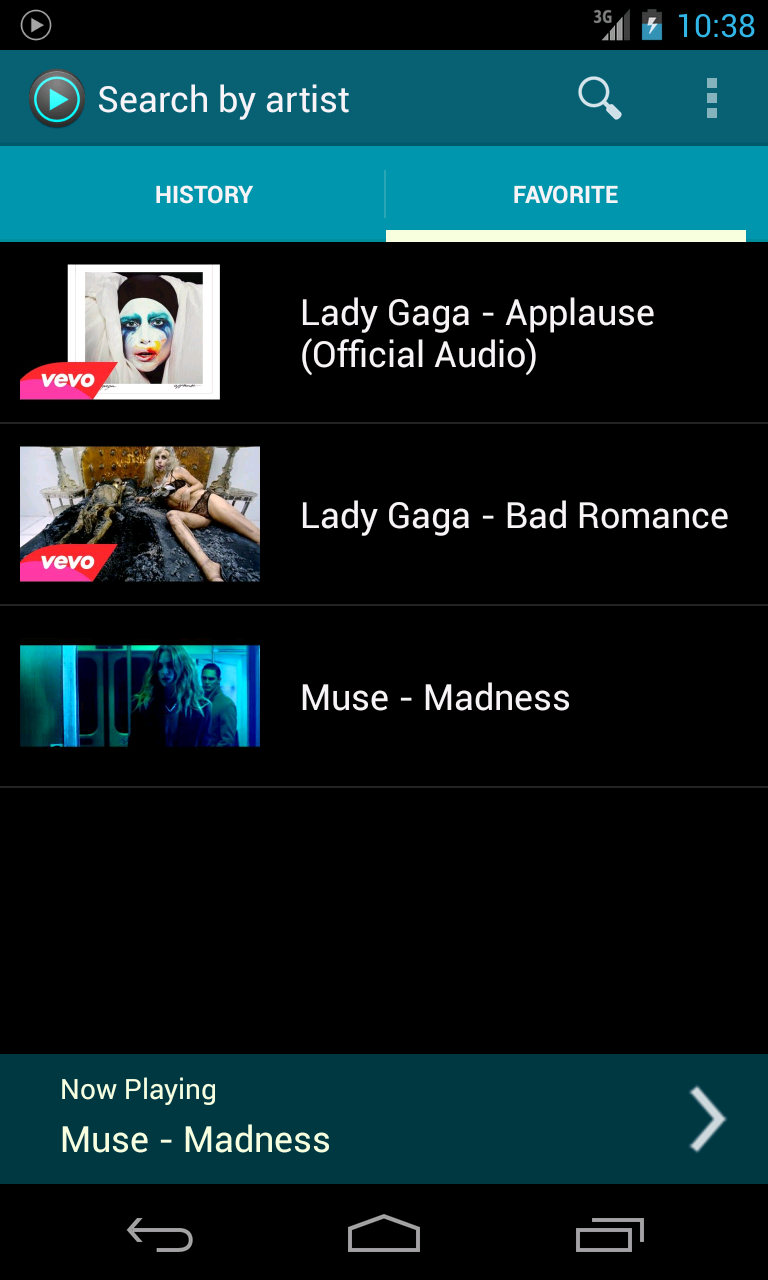 3G
10:38
Search by artist
HISTORY
FAVORITE
vevo
Lady Gaga - Applause
(Official Audio)
vevo
Lady Gaga - Bad Romance
Muse - Madness
Now Playing
Muse - Madness